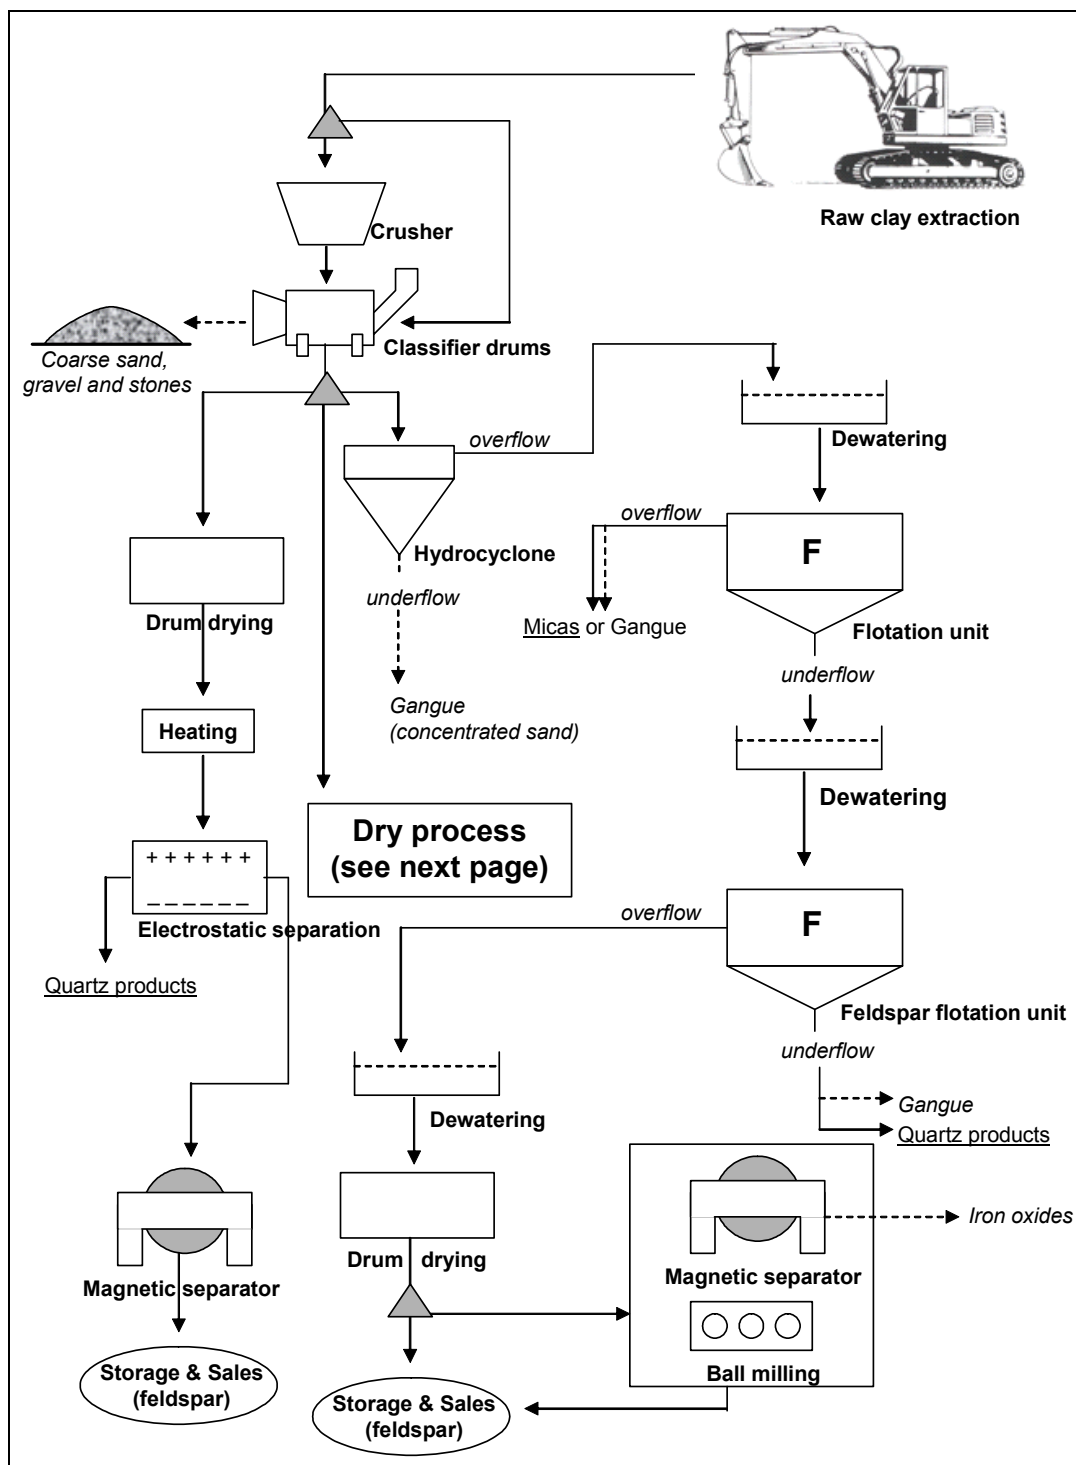 Raw clay extraction
Crusher
Classifier drums
Coarse sand,
gravel and stones
overflow
Dewatering
Hydrocyclone
underflow
Gangue
(concentrated sand)
overflow
F
Micas or Gangue
Flotation unit
underflow
Dewatering
Drum drying
Heating
+ + + + + +
_ _ _ _ _ _
Electrostatic separation
Quartz products
Dry process
(see next page)
overflow
F
Feldspar flotation unit
underflow
Gangue
Quartz products
Dewatering
Drum drying
Magnetic separator
Iron oxides
Ball milling
Magnetic separator
Storage & Sales
(feldspar)
Storage & Sales
(feldspar)